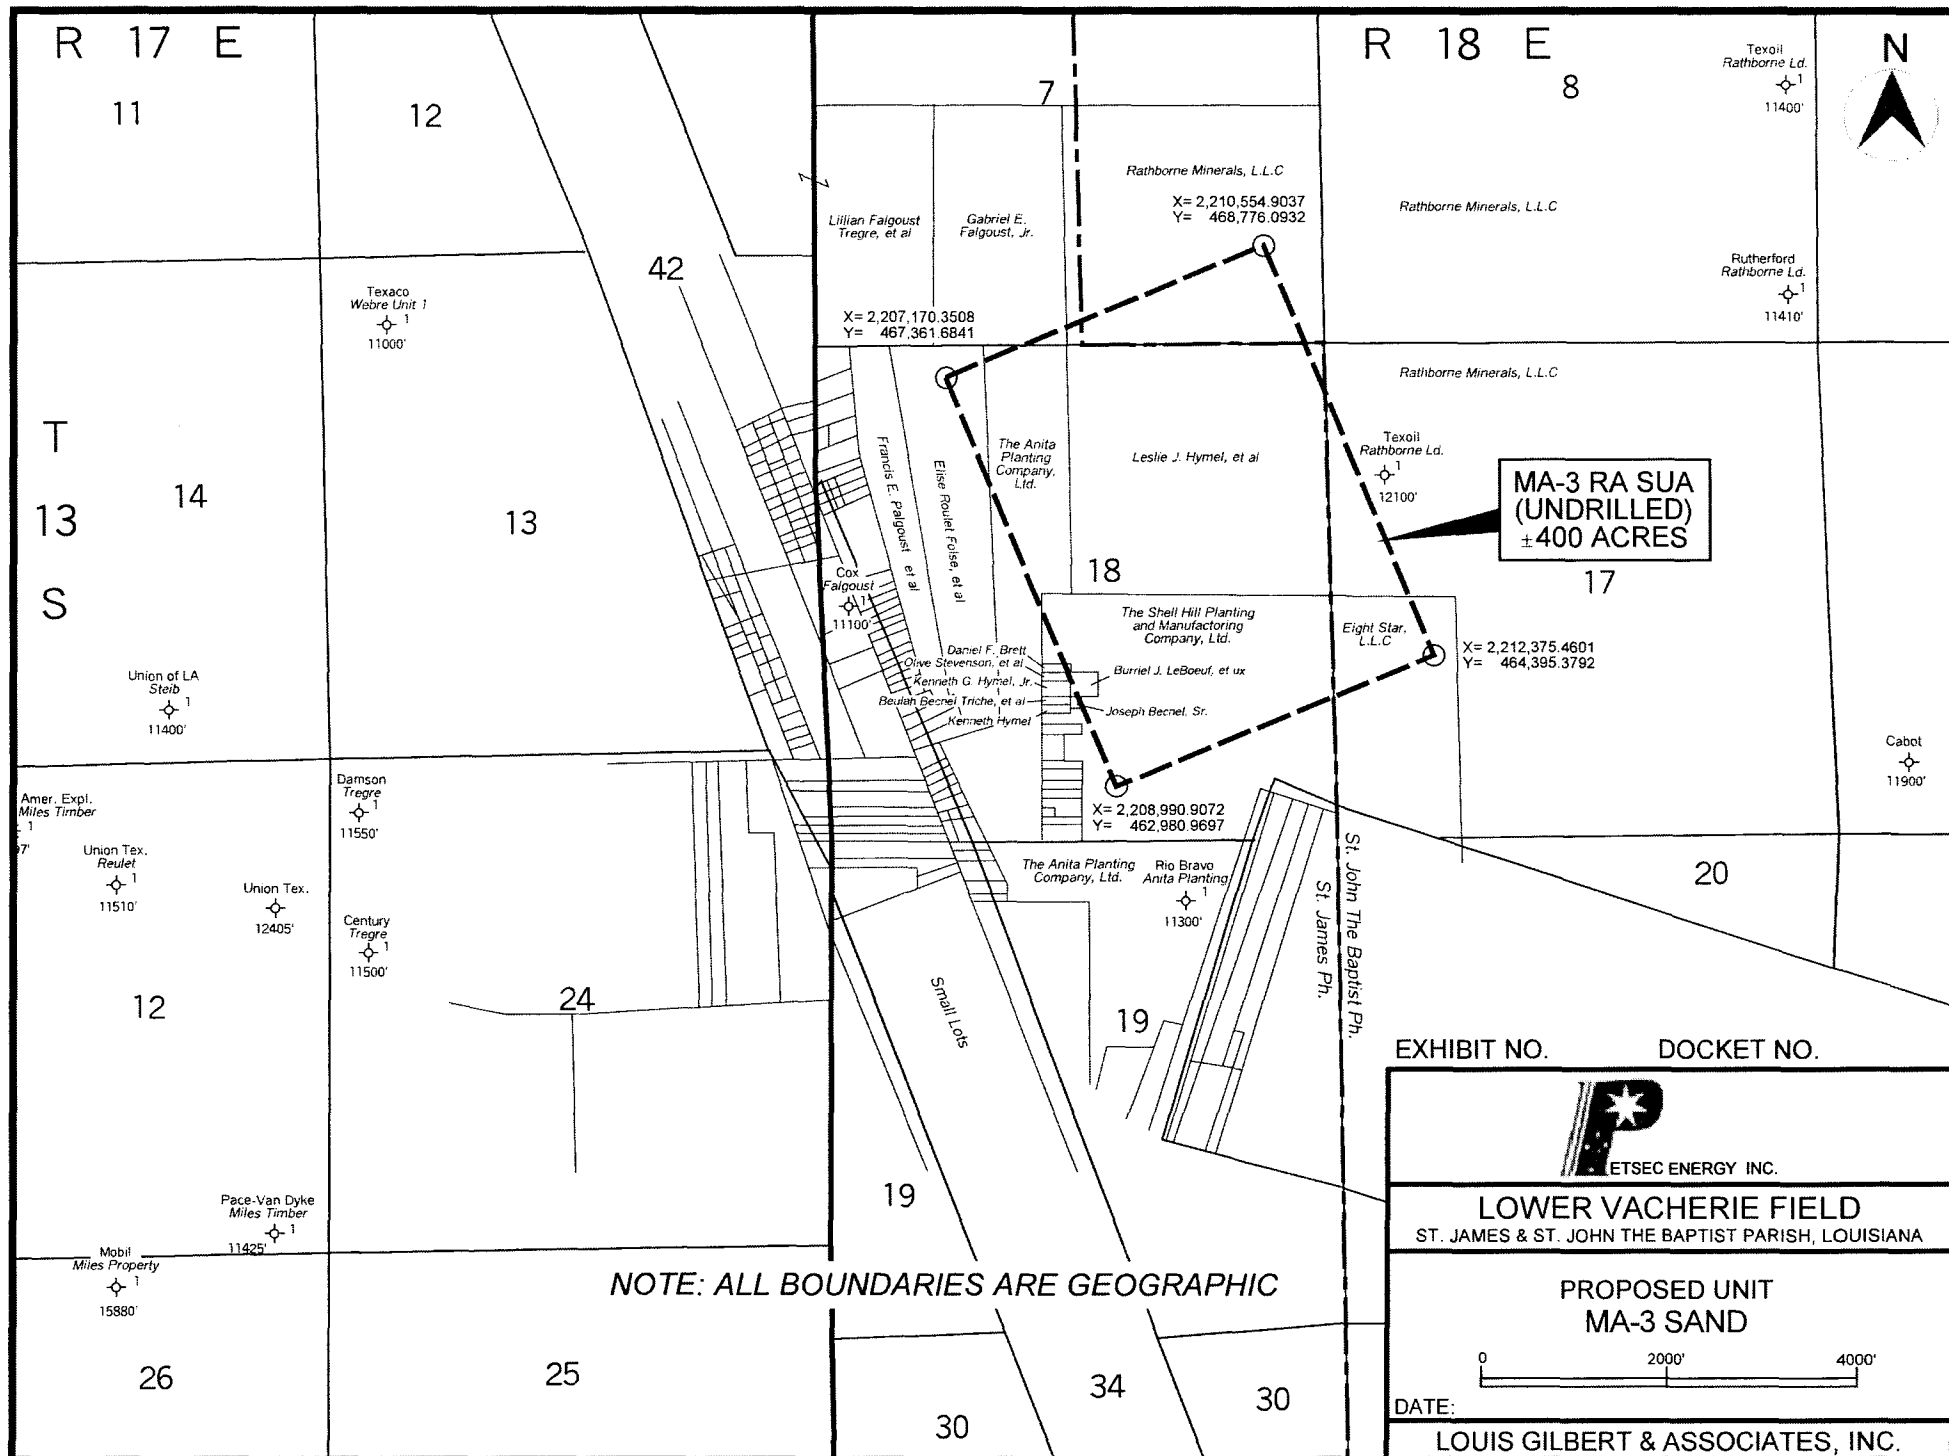 R 17 E
R 18 E
N
11
12
7
8
Texoil
Rathborne Ld.
1
11400'
Rathborne Minerals, L.L.C
X= 2,210,554.9037
Y= 468,776.0932
Rathborne Minerals, L.L.C
Lillian Falgoust
Tregre, et al
Gabriel E.
Falgoust, Jr.
42
Rutherford
Rathborne Ld.
1
11410'
Texaco
Webre Unit 1
1
11000'
X= 2,207,170.3508
Y= 467,361.6841
Rathborne Minerals, L.L.C
T
13
S
14
13
Francis E. Palgoust et al
Elise Roulet Folse, et al
The Anita
Planting
Company,
Ltd.
Leslie J. Hymel, et al
Texoil
Rathborne Ld.
1
12100'
MA-3 RA SUA
(UNDRILLED)
±400 ACRES
17
18
Cox
Falgoust
1
11100'
The Shell Hill Planting
and Manufactoring
Company, Ltd.
Eight Star,
L.L.C
X= 2,212,375.4601
Y= 464,395.3792
Daniel F. Brett
Olive Stevenson, et al
Kenneth G. Hymel, Jr.
Beulah Becnel Triche, et al
Kenneth Hymel
Burriel J. LeBoeuf, et ux
Joseph Becnel, Sr.
Union of LA
Steib
1
11400'
Cabot
11900'
X= 2,208,990.9072
Y= 462,980.9697
Amer. Expl.
Miles Timber
1
97'
Damson
Tregre
1
11550'
Union Tex.
Reulet
1
11510'
Union Tex.
12405'
Century
Tregre
1
11500'
The Anita Planting
Company, Ltd.
Rio Bravo
Anita Planting
1
11300'
St. John The Baptist Ph.
St. James Ph.
20
12
24
Small Lots
19
EXHIBIT NO.
DOCKET NO.
P
ETSEC ENERGY INC.
19
Pace-Van Dyke
Miles Timber
1
11425'
Mobil
Miles Property
1
15880'
LOWER VACHERIE FIELD
ST. JAMES & ST. JOHN THE BAPTIST PARISH, LOUISIANA
NOTE: ALL BOUNDARIES ARE GEOGRAPHIC
PROPOSED UNIT
MA-3 SAND
0 2000' 4000'
26
25
30
34
30
DATE:
LOUIS GILBERT & ASSOCIATES, INC.